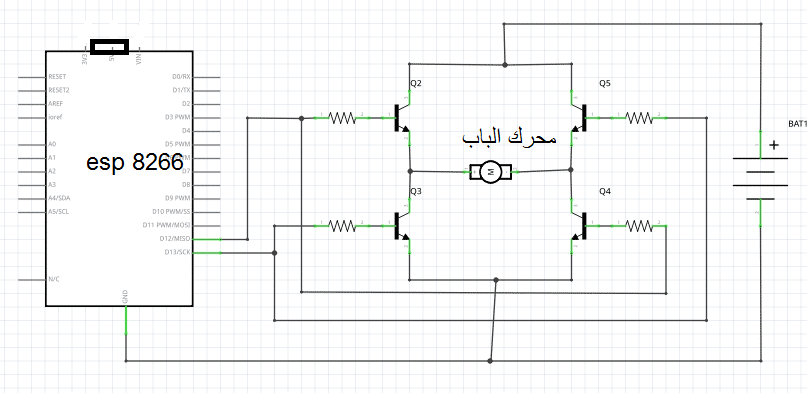 3V3
5V
VIN
RESET
RESET2
AREF
ioref
A0
A1
A2
A3
A4/SDA
A5/SCL
N/C
esp 8266
D0/RX
D1/TX
D2
D3 PWM
D4
D5 PWM
D7
D8
D9 PWM
D10 PWM/SS
D11 PWM/MOSI
D12/MISO
D13/SCK
GND
Q2
Q5
محرك الباب
M
Q3
Q4
BAT1
+